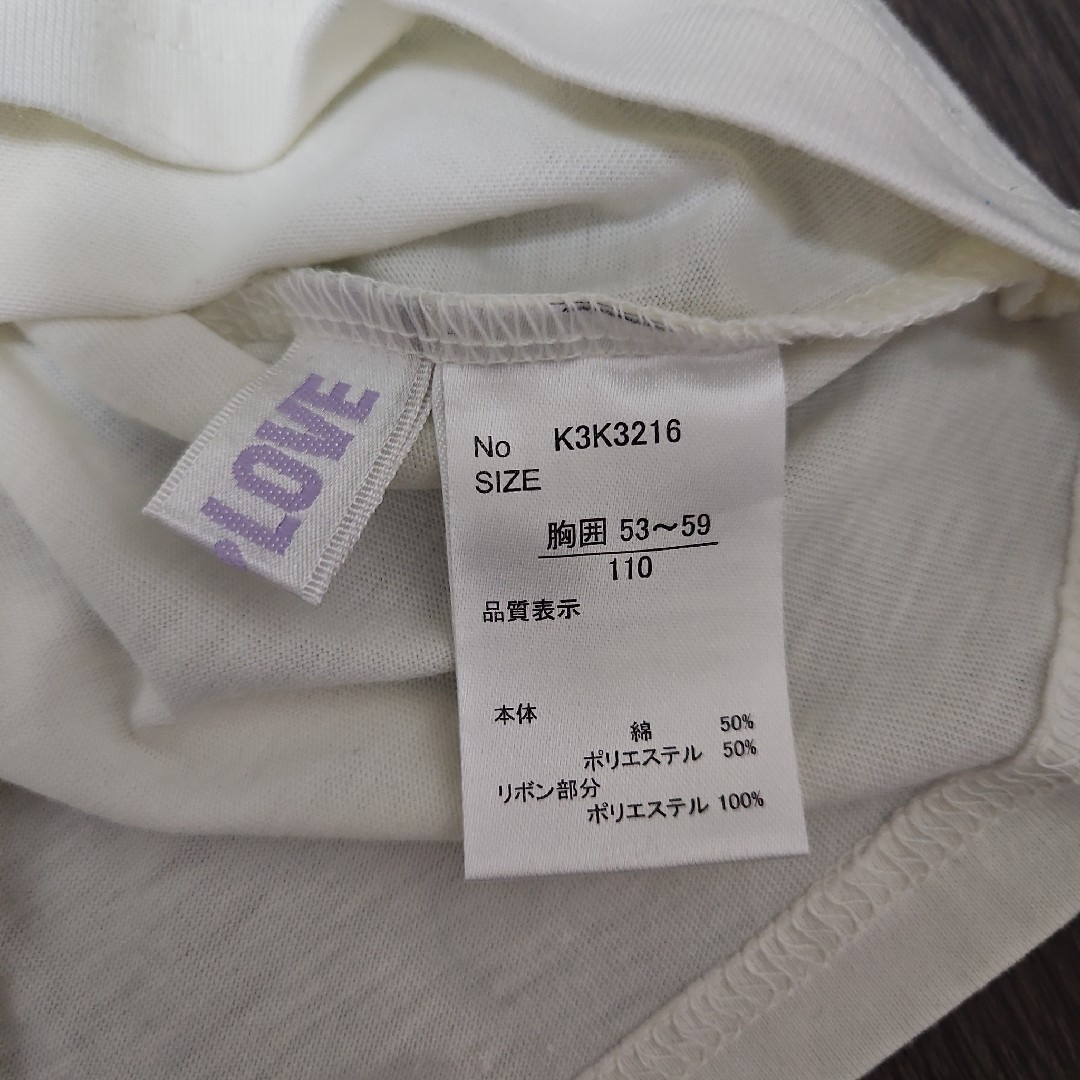 LOVE
No K3K3216
SIZE
胸囲 53～59
110
品質表示
本体
綿 50%
ポリエステル 50%
リボン部分
ポリエステル 100%